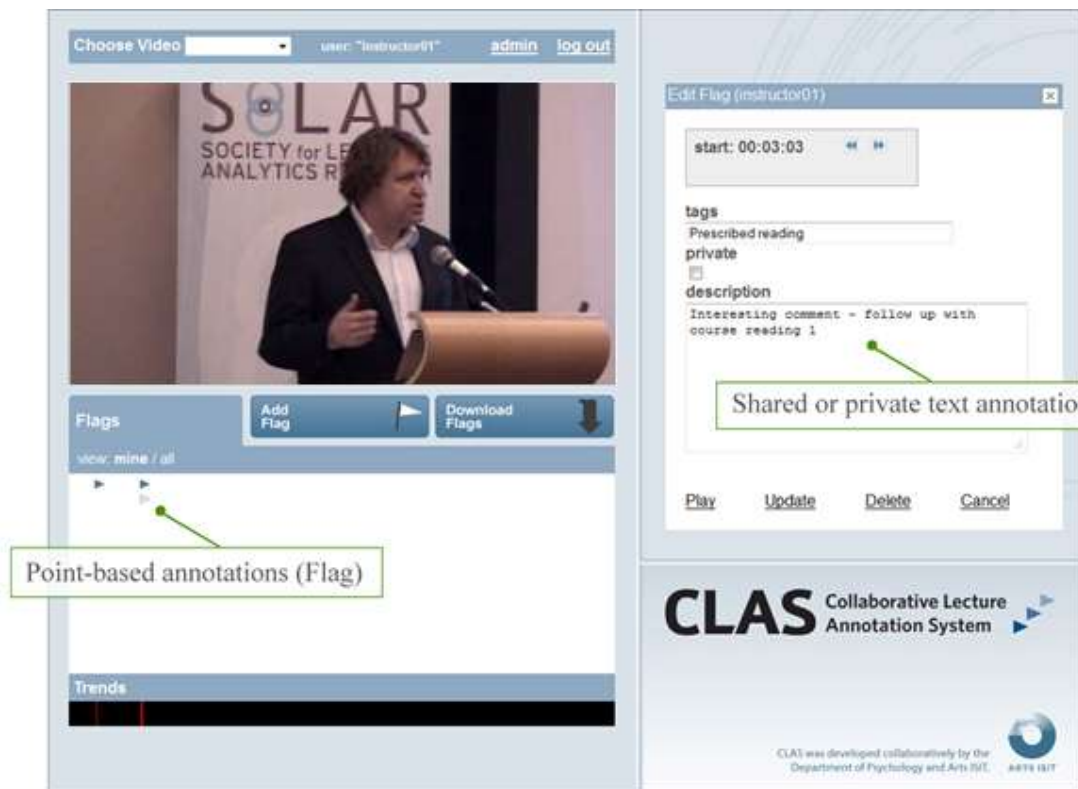 Choose Video
user: "instructor01"
admin
log out
SOLAR
SOCIETY for LE
ANALYTICS R
Flags
Add
Flag
Download
Flags
view: mine / all
Point-based annotations (Flag)
Trends
Edit Flag (instructor01)
start: 00:03:03
tags
Prescribed reading
private
description
Interesting comment - follow up with
course reading 1
Shared or private text annotatio
Play
Update
Delete
Cancel
CLAS
Collaborative Lecture
Annotation System
CLAS was developed collaboratively by the
Department of Psychology and Arts ISIT.
ARTS ISIT